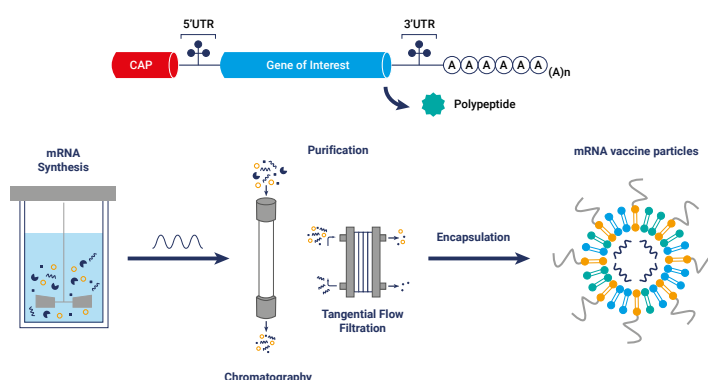 5'UTR
3'UTR
CAP
Gene of Interest
A A A A A A (A)n
Polypeptide
mRNA
Synthesis
Purification
mRNA vaccine particles
Encapsulation
Tangential Flow
Filtration
Chromatography